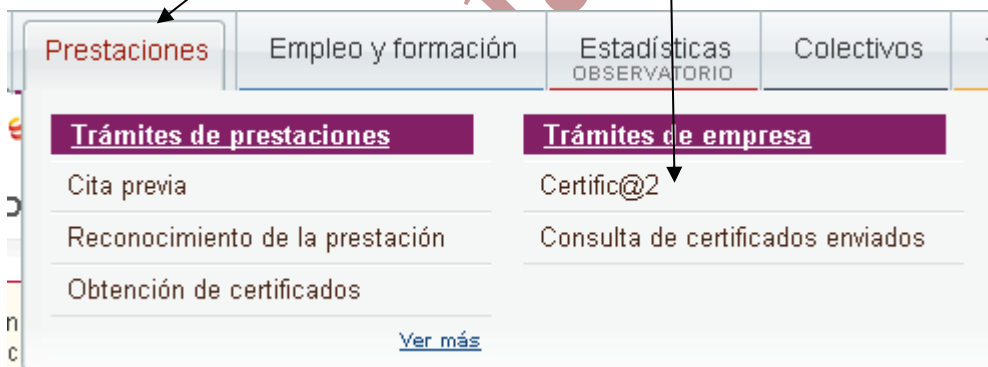 Prestaciones
Empleo y formación
Estadísticas
OBSERVATORIO
Colectivos
Trámites de prestaciones
Cita previa
Reconocimiento de la prestación
Obtención de certificados
Ver más
Trámites de empresa
Certific@2
Consulta de certificados enviados